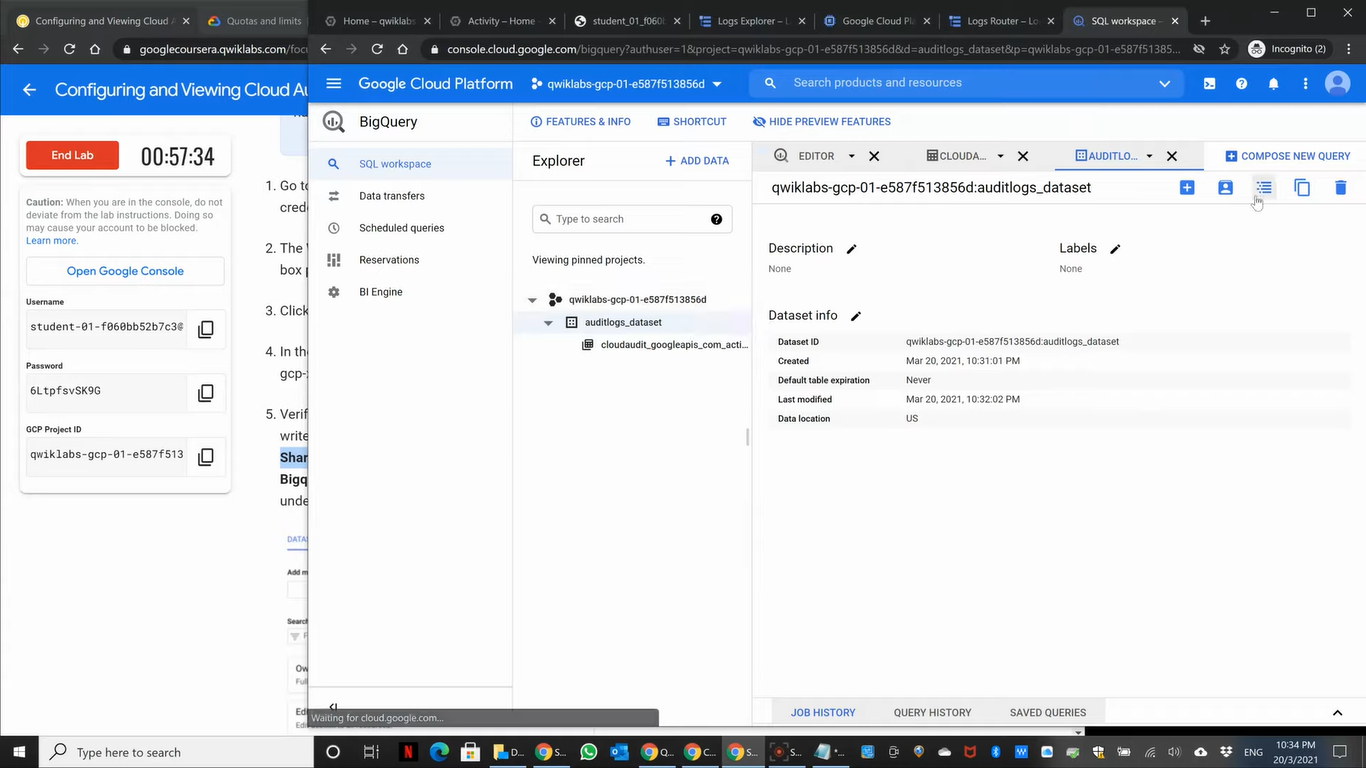 Configuring and Viewing Cloud A
Quotas and limits
Home – qwiklabs
Activity – Home
student_01_f060
Logs Explorer – L
Google Cloud Pl
Logs Router – Lo
SQL workspace –
googlecoursera.qwiklabs.com/foc
console.cloud.google.com/bigquery?authuser=1&project=qwiklabs-gcp-01-e587f513856d&d=auditlogs_dataset&p=qwiklabs-gcp-01-e587f5138...
Incognito (2)
Configuring and Viewing Cloud Au
Google Cloud Platform
qwiklabs-gcp-01-e587f513856d
Search products and resources
End Lab
00:57:34
Caution: When you are in the console, do not
deviate from the lab instructions. Doing so
may cause your account to be blocked.
Learn more.
Open Google Console
Username
student-01-f060bb52b7c3@
Password
6LtpfsvSK9G
GCP Project ID
qwiklabs-gcp-01-e587f513
1. Go to
crede
2. The W
box p
3. Click
4. In the
gcp-
5. Verif
write
Shar
Bigq
unde
DATAS
Add m
Search
Ow
Full
Edi
BigQuery
SQL workspace
Data transfers
Scheduled queries
Reservations
BI Engine
FEATURES & INFO
SHORTCUT
HIDE PREVIEW FEATURES
Explorer
ADD DATA
Type to search
Viewing pinned projects.
qwiklabs-gcp-01-e587f513856d
auditlogs_dataset
cloudaudit_googleapis_com_acti...
EDITOR
CLOUDA...
AUDITLO...
COMPOSE NEW QUERY
qwiklabs-gcp-01-e587f513856d:auditlogs_dataset
Description
None
Labels
None
Dataset info
Dataset ID qwiklabs-gcp-01-e587f513856d:auditlogs_dataset
Created Mar 20, 2021, 10:31:01 PM
Default table expiration Never
Last modified Mar 20, 2021, 10:32:02 PM
Data location US
JOB HISTORY
QUERY HISTORY
SAVED QUERIES
Waiting for cloud.google.com...
Type here to search
ENG
10:34 PM
20/3/2021